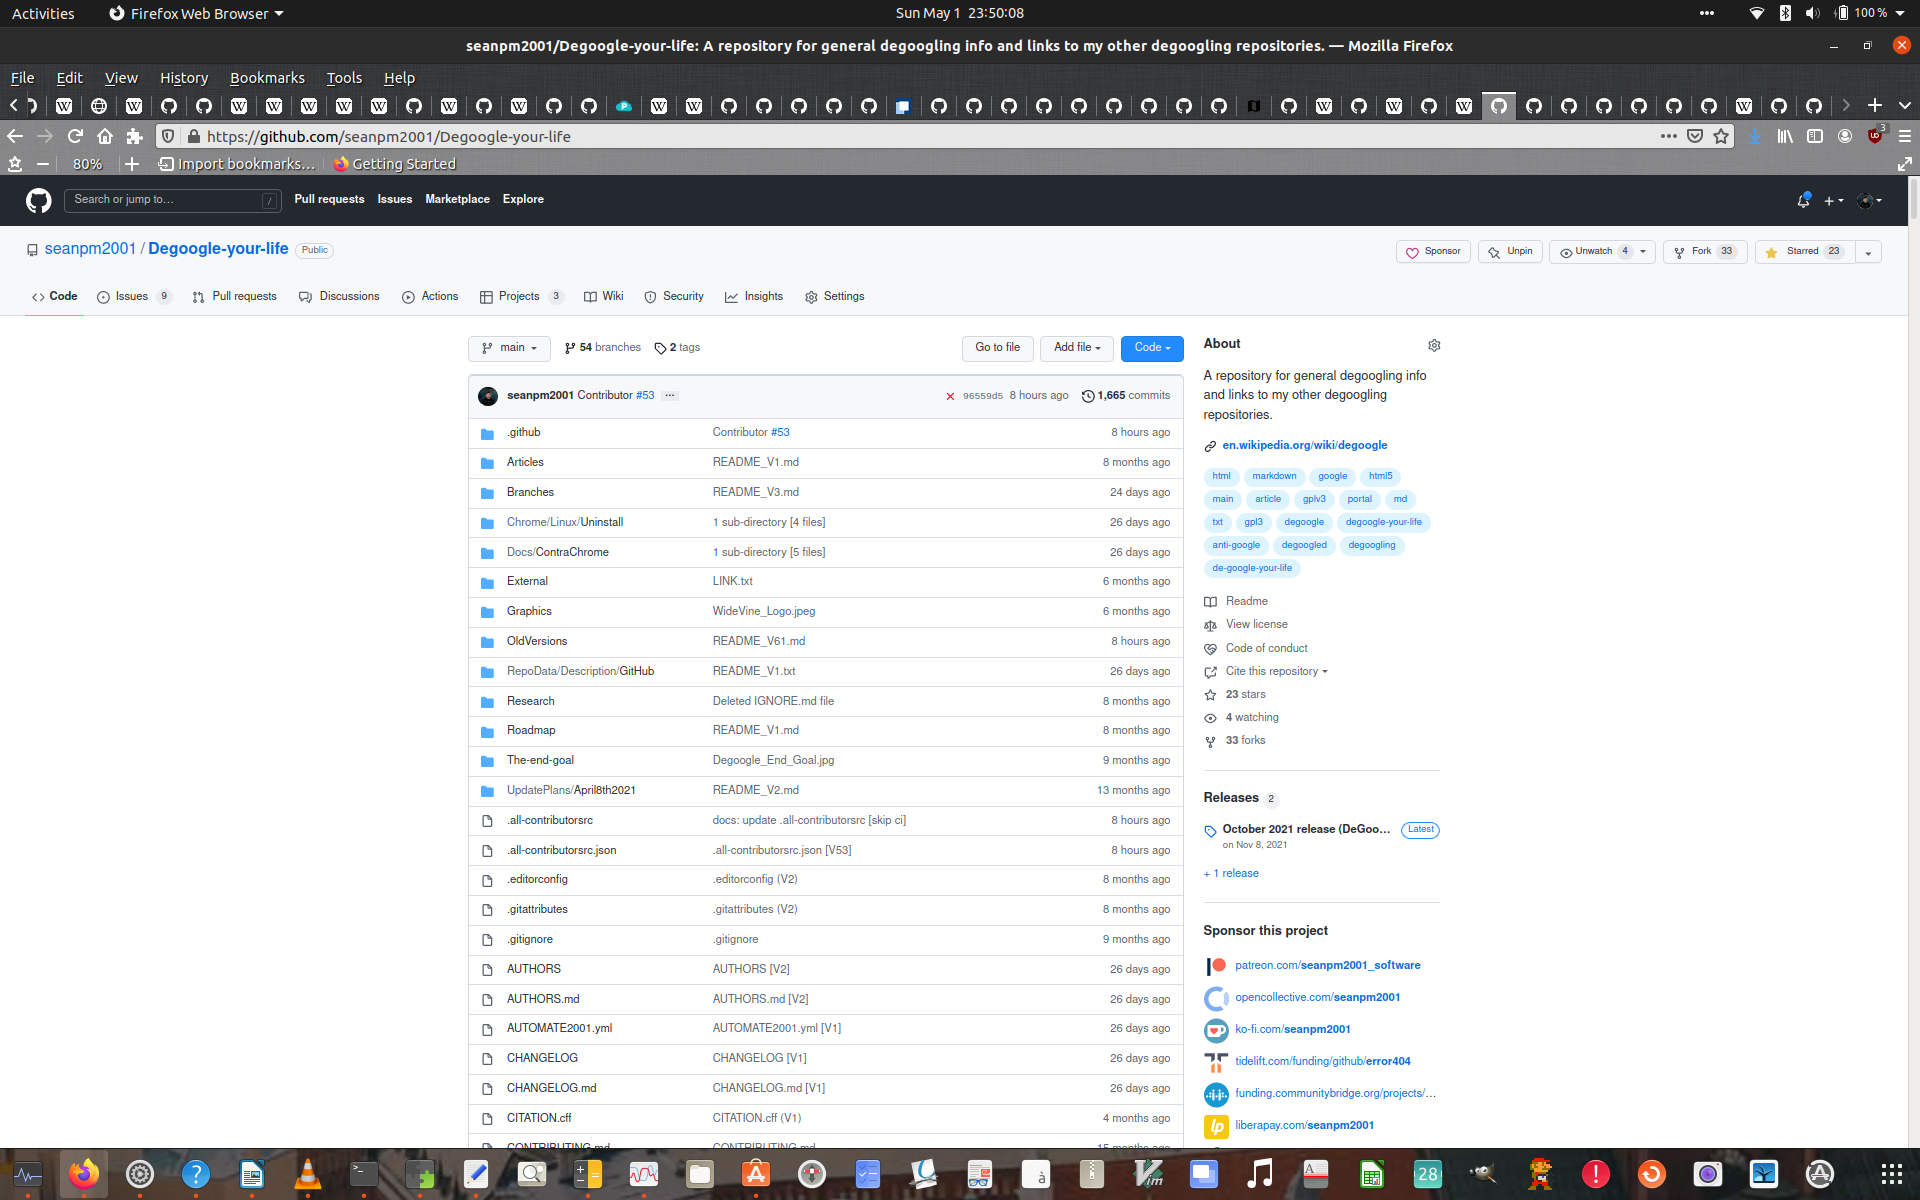 Activities Firefox Web Browser Sun May 1 23:50:08 100 %
seanpm2001/Degoogle-your-life: A repository for general degoogling info and links to my other degoogling repositories. — Mozilla Firefox
File Edit View History Bookmarks Tools Help
https://github.com/seanpm2001/Degoogle-your-life 3
80% Import bookmarks... Getting Started
Search or jump to... / Pull requests Issues Marketplace Explore
seanpm2001 / Degoogle-your-life Public Sponsor Unpin Unwatch 4 Fork 33 Starred 23
Code Issues 9 Pull requests Discussions Actions Projects 3 Wiki Security Insights Settings
main 54 branches 2 tags Go to file Add file Code
seanpm2001 Contributor #53 ... 96559d5 8 hours ago 1,665 commits
.github Contributor #53 8 hours ago
Articles README_V1.md 8 months ago
Branches README_V3.md 24 days ago
Chrome/Linux/Uninstall 1 sub-directory [4 files] 26 days ago
Docs/ContraChrome 1 sub-directory [5 files] 26 days ago
External LINK.txt 6 months ago
Graphics WideVine_Logo.jpeg 6 months ago
OldVersions README_V61.md 8 hours ago
RepoData/Description/GitHub README_V1.txt 26 days ago
Research Deleted IGNORE.md file 8 months ago
Roadmap README_V1.md 8 months ago
The-end-goal Degoogle_End_Goal.jpg 9 months ago
UpdatePlans/April8th2021 README_V2.md 13 months ago
.all-contributorsrc docs: update .all-contributorsrc [skip ci] 8 hours ago
.all-contributorsrc.json .all-contributorsrc.json [V53] 8 hours ago
.editorconfig .editorconfig (V2) 8 months ago
.gitattributes .gitattributes (V2) 8 months ago
.gitignore .gitignore 9 months ago
AUTHORS AUTHORS [V2] 26 days ago
AUTHORS.md AUTHORS.md [V2] 26 days ago
AUTOMATE2001.yml AUTOMATE2001.yml [V1] 26 days ago
CHANGELOG CHANGELOG [V1] 26 days ago
CHANGELOG.md CHANGELOG.md [V1] 26 days ago
CITATION.cff CITATION.cff (V1) 4 months ago
CONTRIBUTING.md CONTRIBUTING.md 15 months ago
About
A repository for general degoogling info
and links to my other degoogling
repositories.
en.wikipedia.org/wiki/degoogle
html markdown google html5
main article gplv3 portal md
txt gpl3 degoogle degoogle-your-life
anti-google degoogled degoogling
de-google-your-life
Readme
View license
Code of conduct
Cite this repository
23 stars
4 watching
33 forks
Releases 2
October 2021 release (DeGoo... Latest
on Nov 8, 2021
+ 1 release
Sponsor this project
patreon.com/seanpm2001_software
opencollective.com/seanpm2001
ko-fi.com/seanpm2001
tidelift.com/funding/github/error404
funding.communitybridge.org/projects/...
liberapay.com/seanpm2001
28